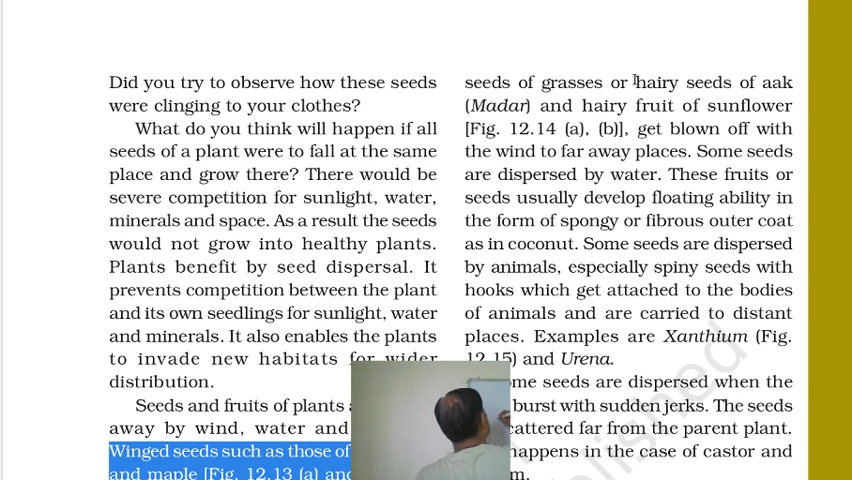 Did you try to observe how these seeds
were clinging to your clothes?
What do you think will happen if all
seeds of a plant were to fall at the same
place and grow there? There would be
severe competition for sunlight, water,
minerals and space. As a result the seeds
would not grow into healthy plants.
Plants benefit by seed dispersal. It
prevents competition between the plant
and its own seedlings for sunlight, water
and minerals. It also enables the plants
to invade new habitats for wider
distribution.
Seeds and fruits of plants
away by wind, water and
Winged seeds such as those of
and maple [Fig. 12.13 (a) and
seeds of grasses or hairy seeds of aak
(Madar) and hairy fruit of sunflower
[Fig. 12.14 (a), (b)], get blown off with
the wind to far away places. Some seeds
are dispersed by water. These fruits or
seeds usually develop floating ability in
the form of spongy or fibrous outer coat
as in coconut. Some seeds are dispersed
by animals, especially spiny seeds with
hooks which get attached to the bodies
of animals and are carried to distant
places. Examples are Xanthium (Fig.
12.15) and Urena.
ome seeds are dispersed when the
burst with sudden jerks. The seeds
cattered far from the parent plant.
happens in the case of castor and
m.